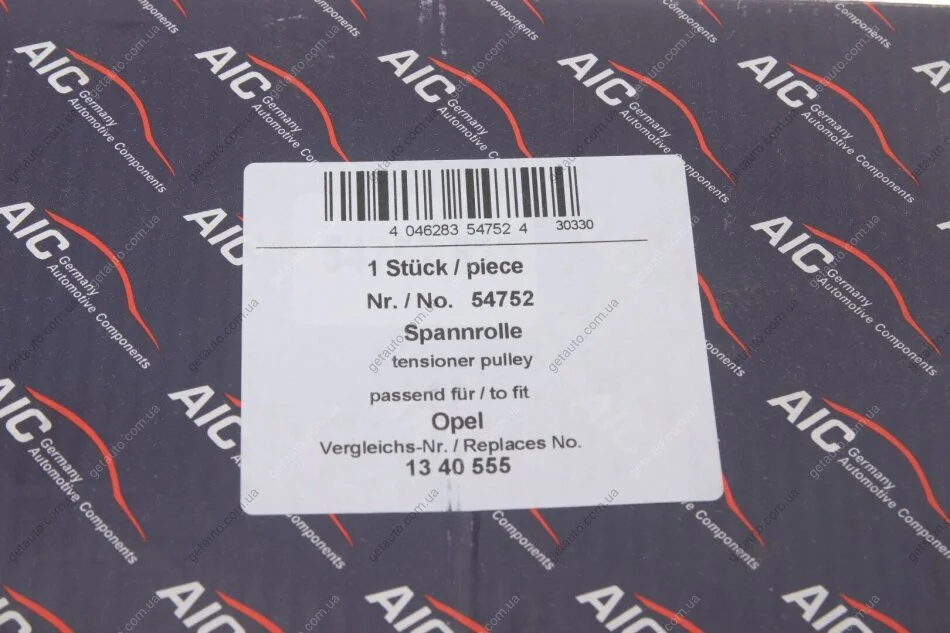 AIC
Germany
Automotive Components
4 046283 54752 4 30330
1 Stück / piece
Nr. / No. 54752
Spannrolle
tensioner pulley
passend für / to fit
Opel
Vergleichs-Nr. / Replaces No.
13 40 555
getauto.com.ua